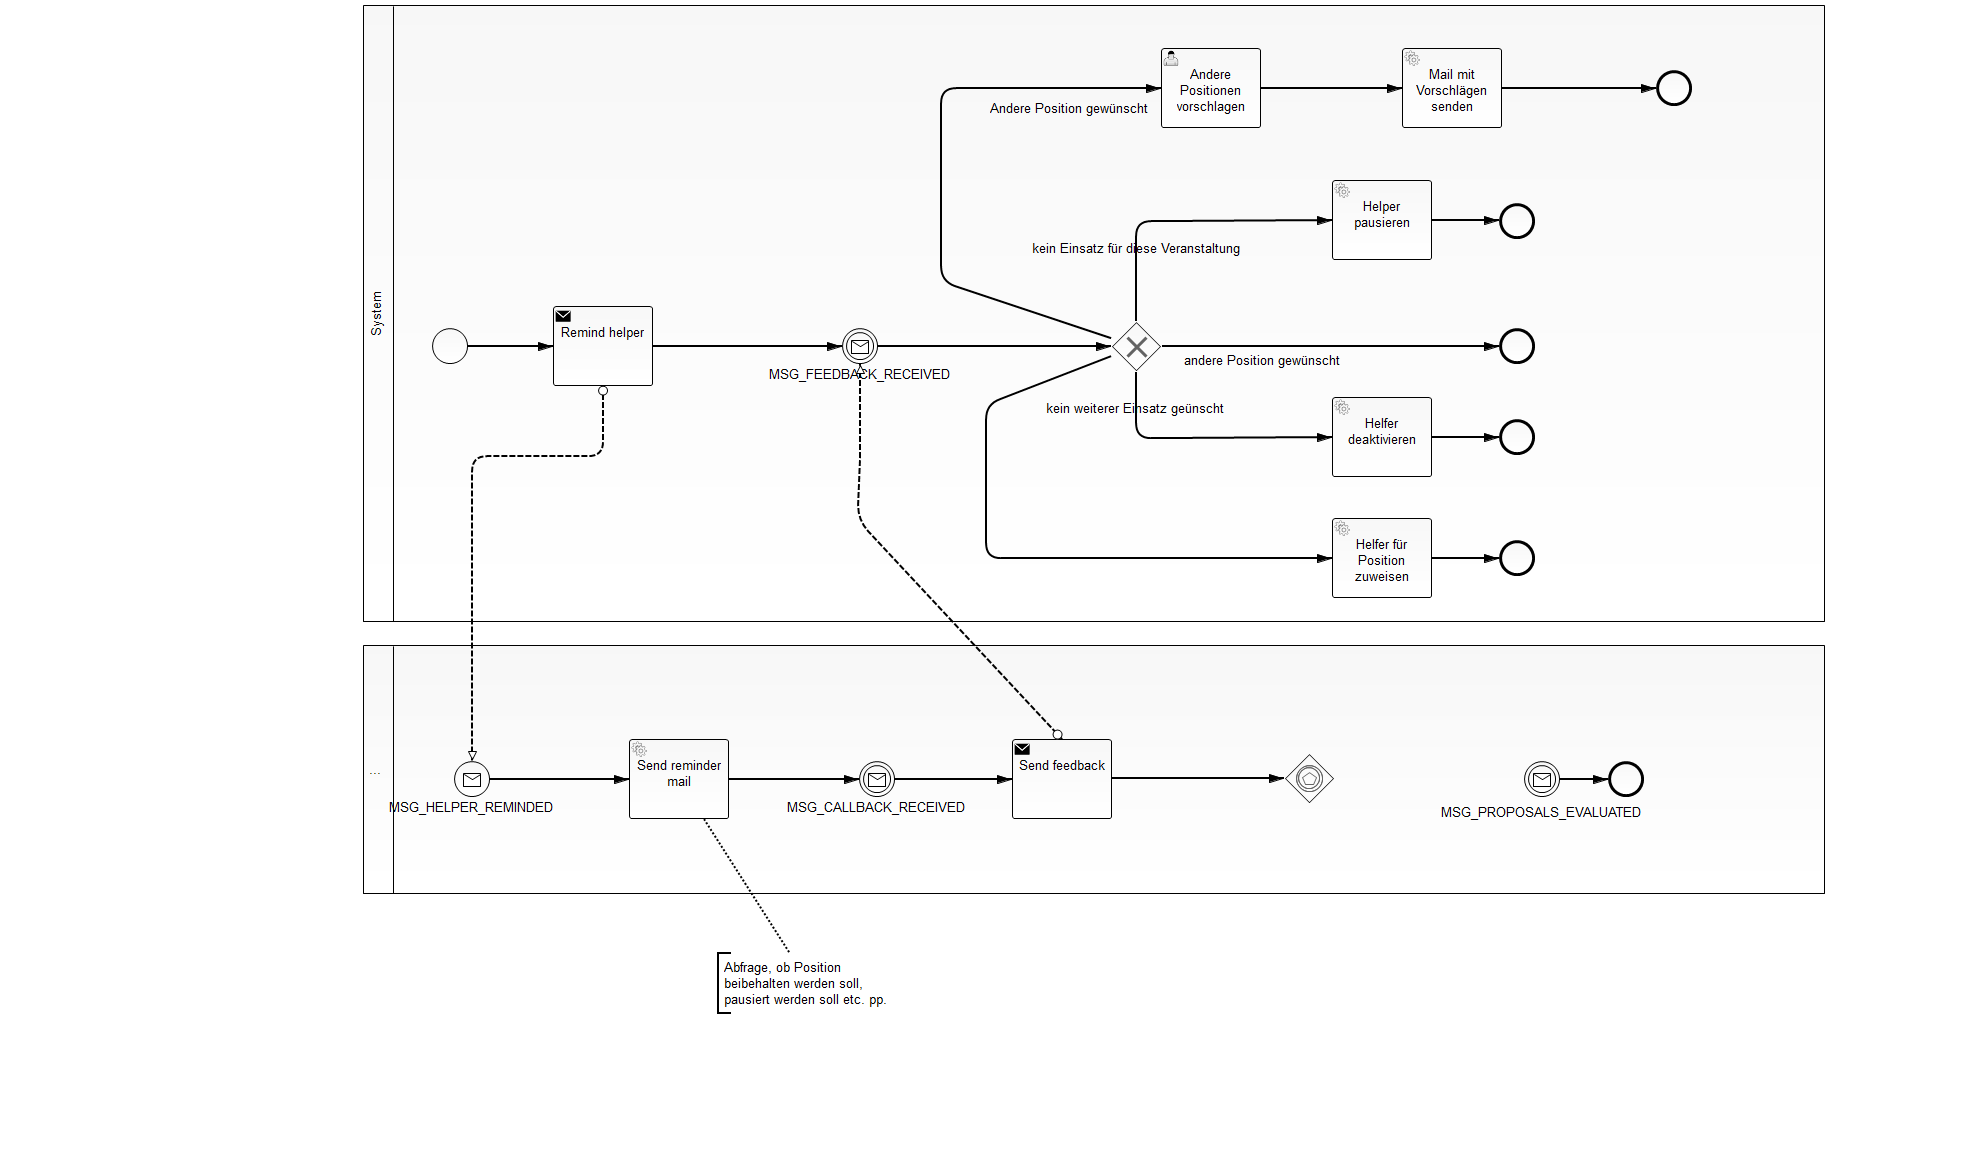 System
Andere
Positionen
vorschlagen
Mail mit
Vorschlägen
senden
Andere Position gewünscht
Helper
pausieren
kein Einsatz für diese Veranstaltung
Remind helper
MSG_FEEDBACK_RECEIVED
andere Position gewünscht
kein weiterer Einsatz geünscht
Helfer
deaktivieren
Helfer für
Position
zuweisen
...
MSG_HELPER_REMINDED
Send reminder
mail
MSG_CALLBACK_RECEIVED
Send feedback
MSG_PROPOSALS_EVALUATED
Abfrage, ob Position
beibehalten werden soll,
pausiert werden soll etc. pp.